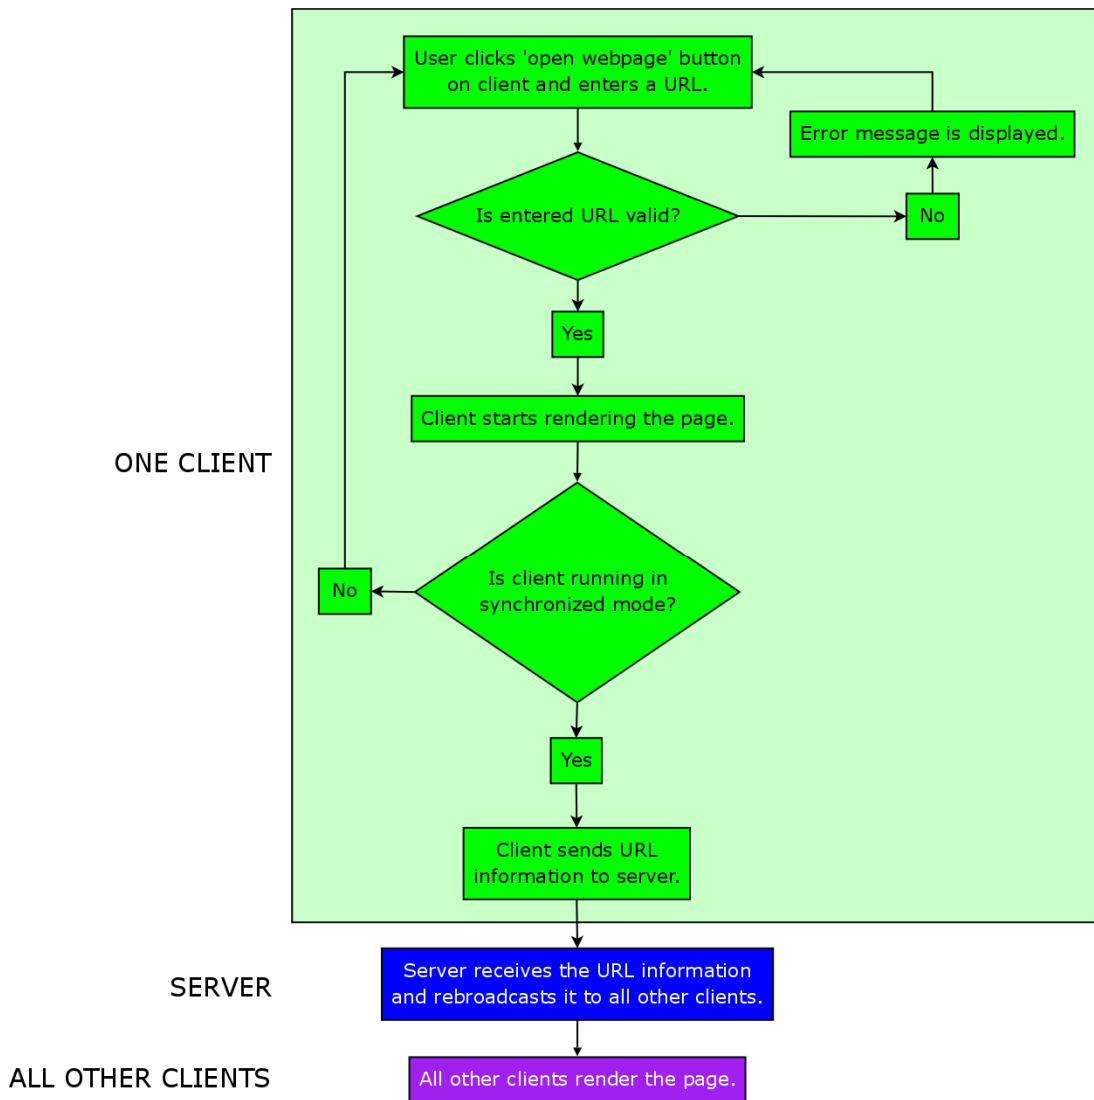 User clicks 'open webpage' button
on client and enters a URL.
Error message is displayed.
Is entered URL valid?
No
Yes
Client starts rendering the page.
ONE CLIENT
Is client running in
synchronized mode?
No
Yes
Client sends URL
information to server.
SERVER
Server receives the URL information
and rebroadcasts it to all other clients.
ALL OTHER CLIENTS
All other clients render the page.